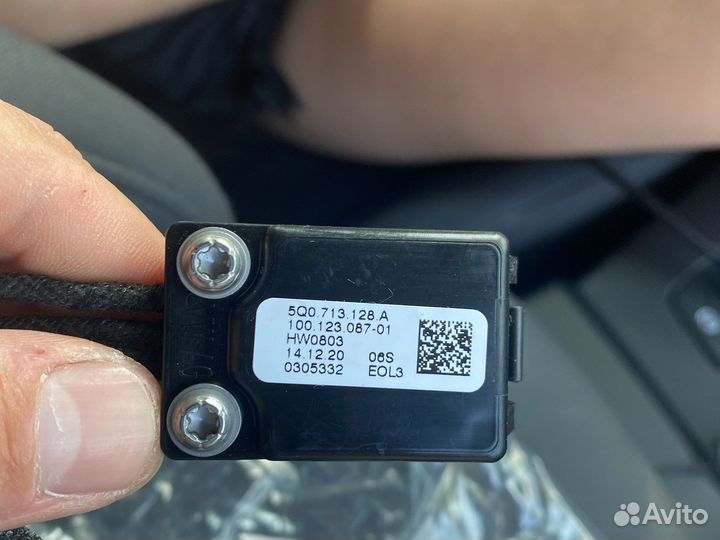 5Q0.713.128.A
100.123.087-01
HW0803
14.12.20 06S
0305332 EOL3
Avito